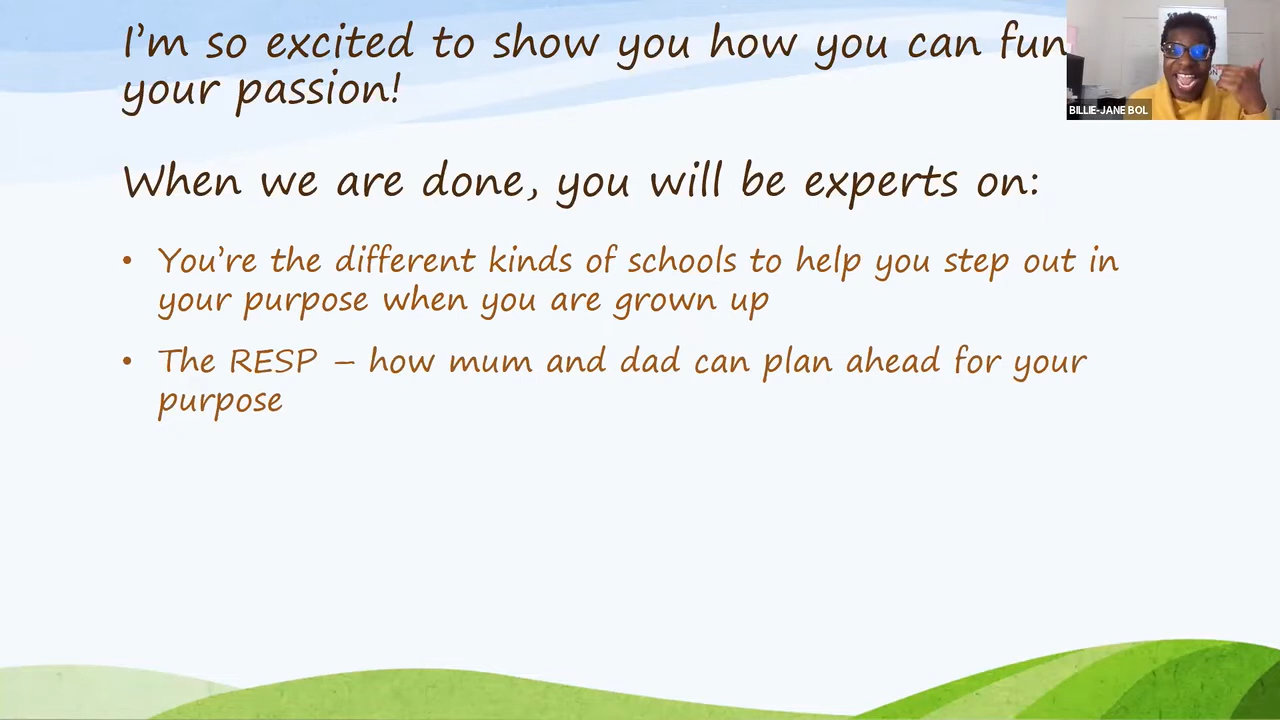 I'm so excited to show you how you can fun
your passion!
When we are done, you will be experts on:
• You're the different kinds of schools to help you step out in
your purpose when you are grown up
• The RESP – how mum and dad can plan ahead for your
purpose
BILLIE-JANE BOL